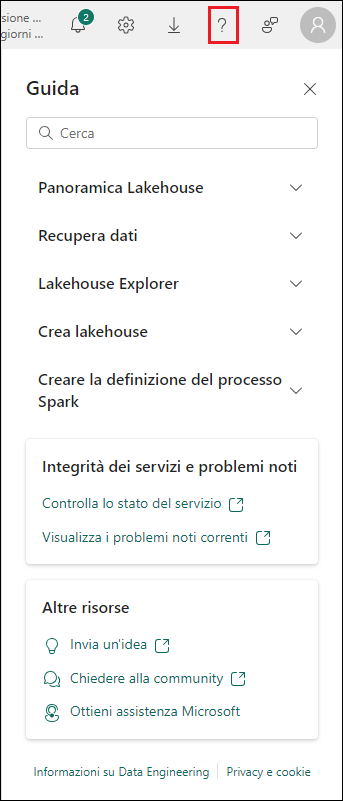 rsione ...
giorni ...
2
?
Guida
Cerca
Panoramica Lakehouse
Recupera dati
Lakehouse Explorer
Crea lakehouse
Creare la definizione del processo
Spark
Integrità dei servizi e problemi noti
Controlla lo stato del servizio
Visualizza i problemi noti correnti
Altre risorse
Invia un'idea
Chiedere alla community
Ottieni assistenza Microsoft
Informazioni su Data Engineering
Privacy e cookie